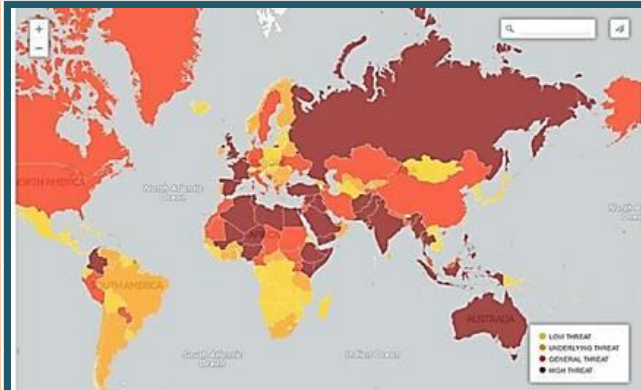 +
−
NORTH AMERICA
North Atlantic
Ocean
SOUTH AMERICA
South Atlantic
Ocean
Indian Ocean
AUSTRALIA
LOW THREAT
UNDERLYING THREAT
GENERAL THREAT
HIGH THREAT